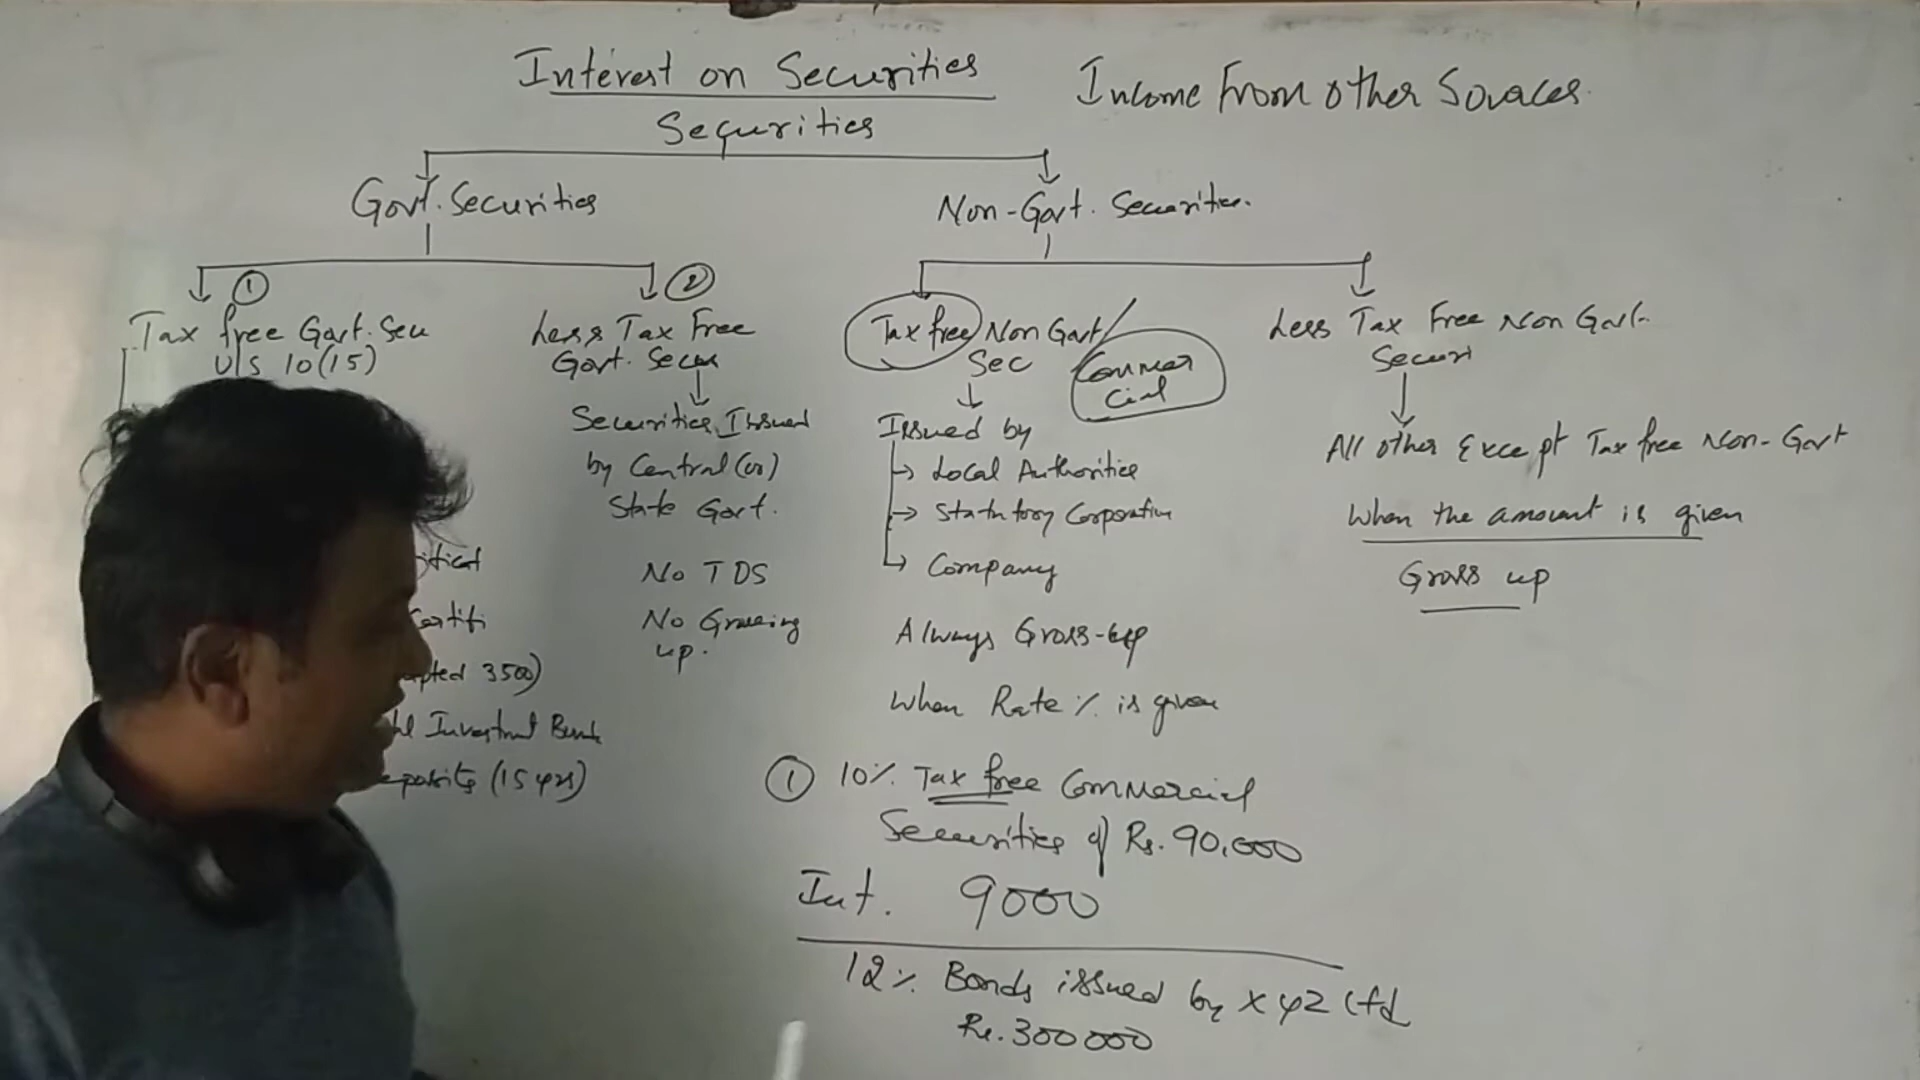 Interest on Securities
Income From other Sources
Securities
Govt. Securities
Non-Govt. Securities.
①
Tax free Govt. Secu
U/S 10(15)
②
Less Tax Free
Govt. Secu
Securities Issued
by Central (or)
State Govt.
No TDS
No Grossing
up.
3500)
Investment Bank
(15 yrs)
Tax free Non Govt
Sec
Commer
cial
Issued by
→ Local Authorities
→ Statutory Corporation
→ Company
Always Gross-up
When Rate % is given
Less Tax Free Non Govt.
Securi
All other Except Tax free Non-Govt
When the amount is given
Gross up
① 10% Tax free Commercial
Securities of Rs. 90,000
Int. 9000
12% Bonds issued by XYZ Ltd
Rs. 300000